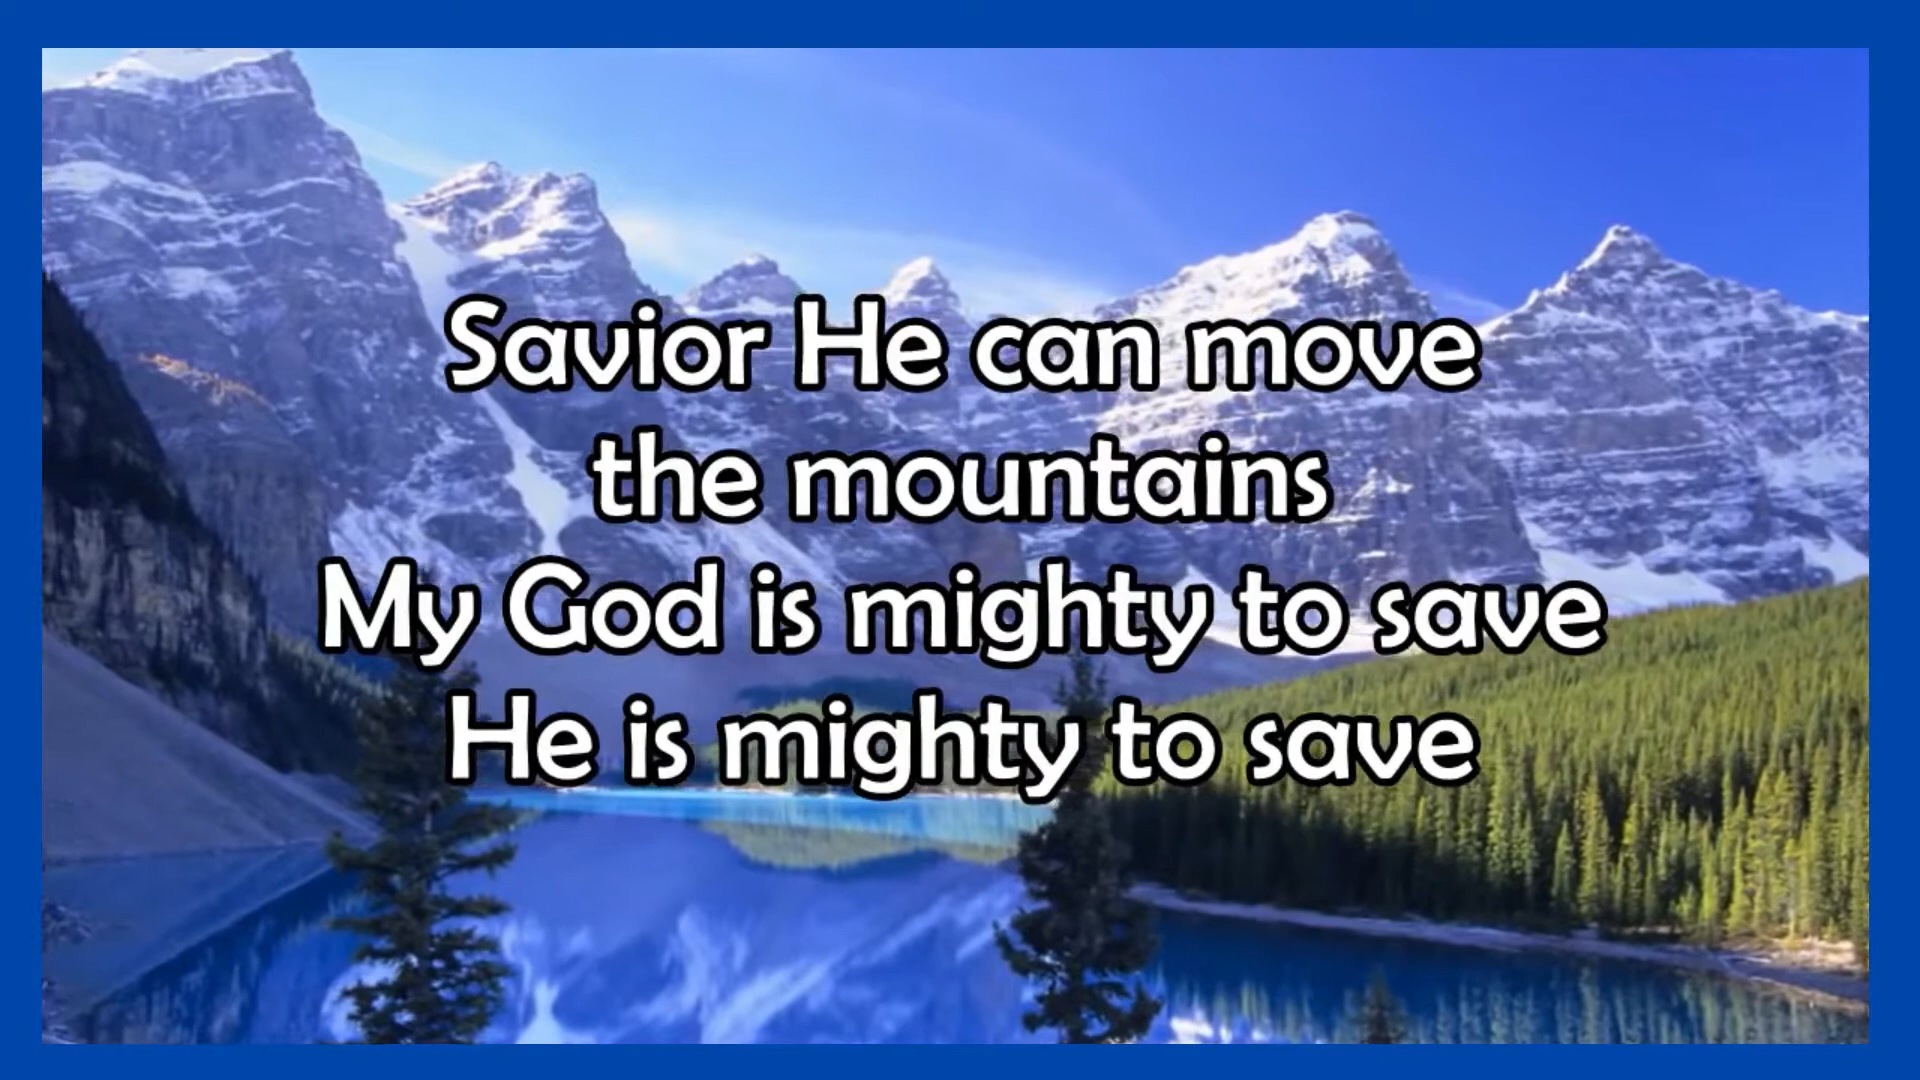 Savior He can move
the mountains
My God is mighty to save
He is mighty to save